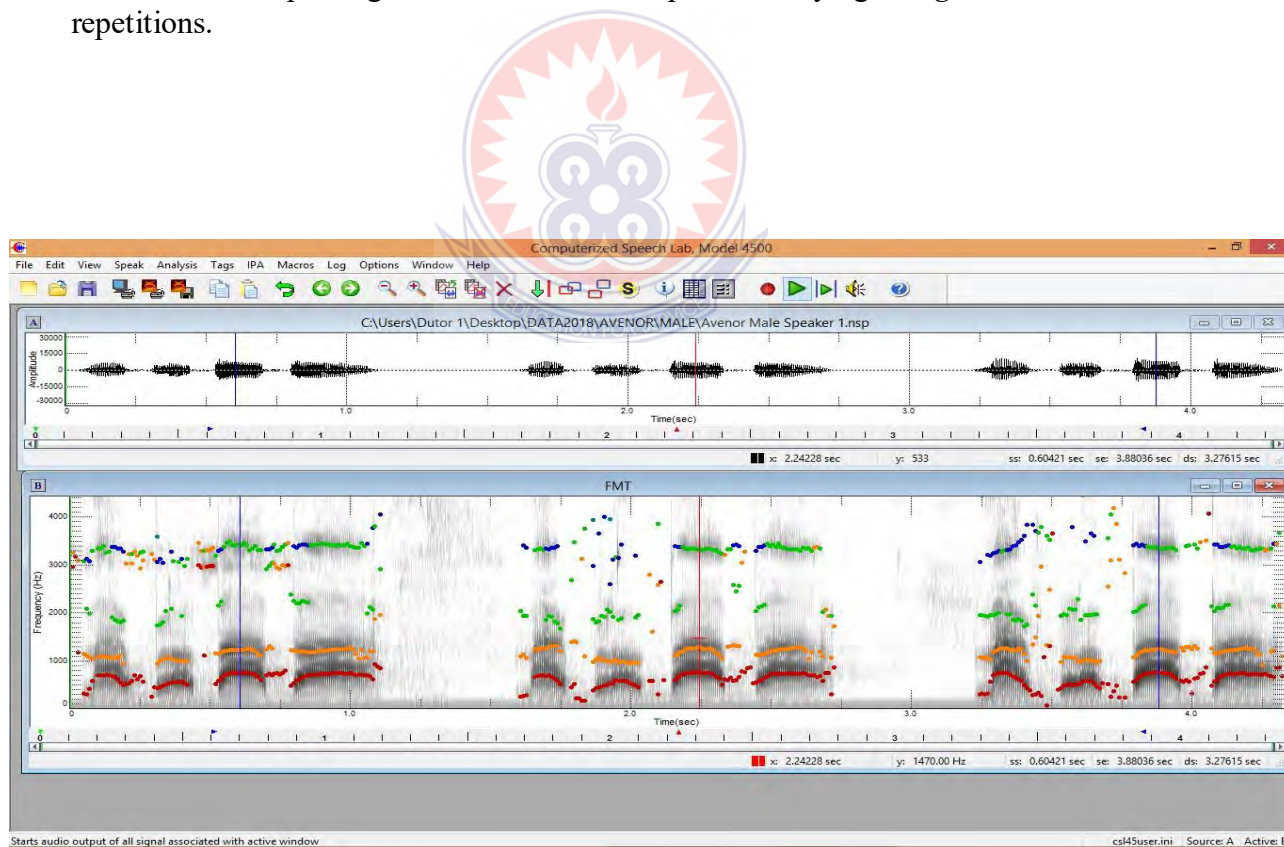 repetitions.
Computerized Speech Lab, Model 4500
File Edit View Speak Analysis Tags IPA Macros Log Options Window Help
A C:\Users\Dutor 1\Desktop\DATA2018\AVENOR\MALE\Avenor Male Speaker 1.nsp
Amplitude
30000
15000
0
-15000
-30000
0 1.0 2.0 3.0 4.0
Time(sec)
0 1 2 3 4
x: 2.24228 sec y: 533 ss: 0.60421 sec se: 3.88036 sec ds: 3.27615 sec
B FMT
Frequency (Hz)
4000
3000
2000
1000
0
0 1.0 2.0 3.0 4.0
Time(sec)
0 1 2 3 4
x: 2.24228 sec y: 1470.00 Hz ss: 0.60421 sec se: 3.88036 sec ds: 3.27615 sec
Starts audio output of all signal associated with active window csl45user.ini Source: A Active: